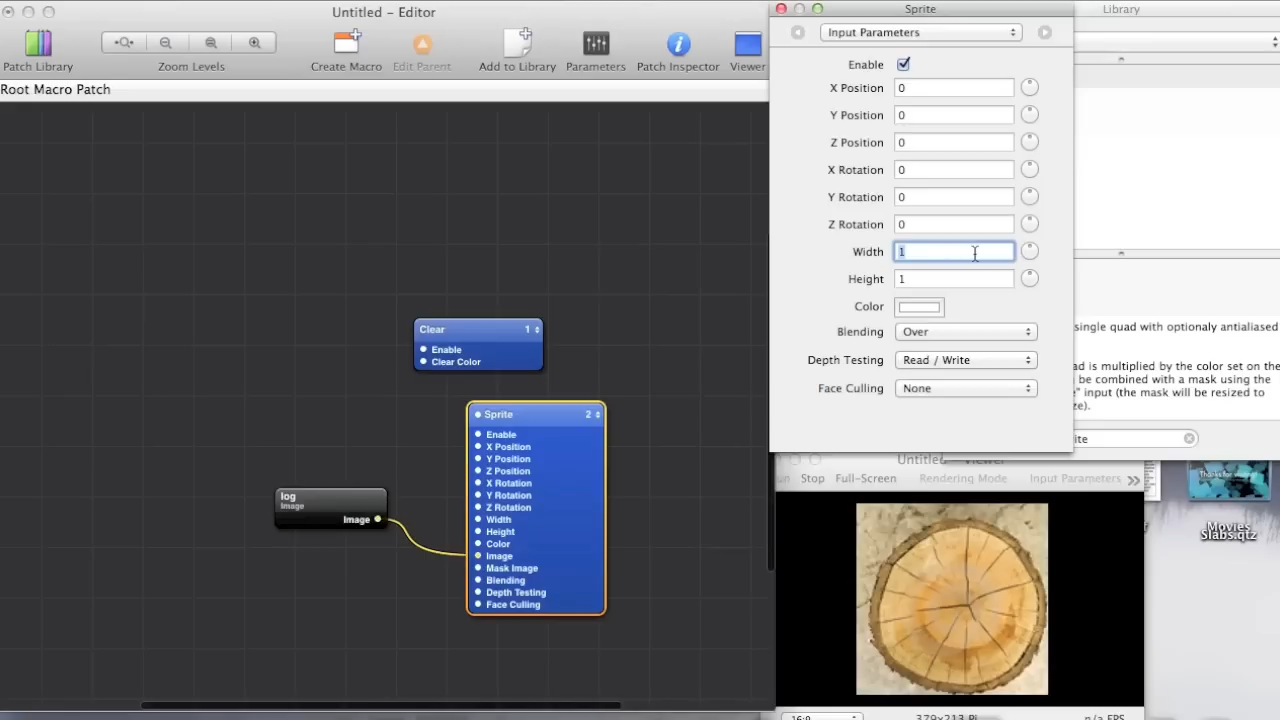 Untitled - Editor
Patch Library
Zoom Levels
Create Macro
Edit Parent
Add to Library
Parameters
Patch Inspector
Viewer
Root Macro Patch
Clear 1
Enable
Clear Color
Sprite 2
Enable
X Position
Y Position
Z Position
X Rotation
Y Rotation
Z Rotation
Width
Height
Color
Image
Mask Image
Blending
Depth Testing
Face Culling
log
Image
Image
Sprite
Input Parameters
Enable
X Position 0
Y Position 0
Z Position 0
X Rotation 0
Y Rotation 0
Z Rotation 0
Width 1
Height 1
Color
Blending Over
Depth Testing Read / Write
Face Culling None
Library
single quad with optionaly antialiased
ad is multiplied by the color set on the
be combined with a mask using the
e" input (the mask will be resized to
ze).
ite
Untitled - Viewer
un Stop Full-Screen Rendering Mode Input Parameters
16:9
Movies
Slabs.qtz